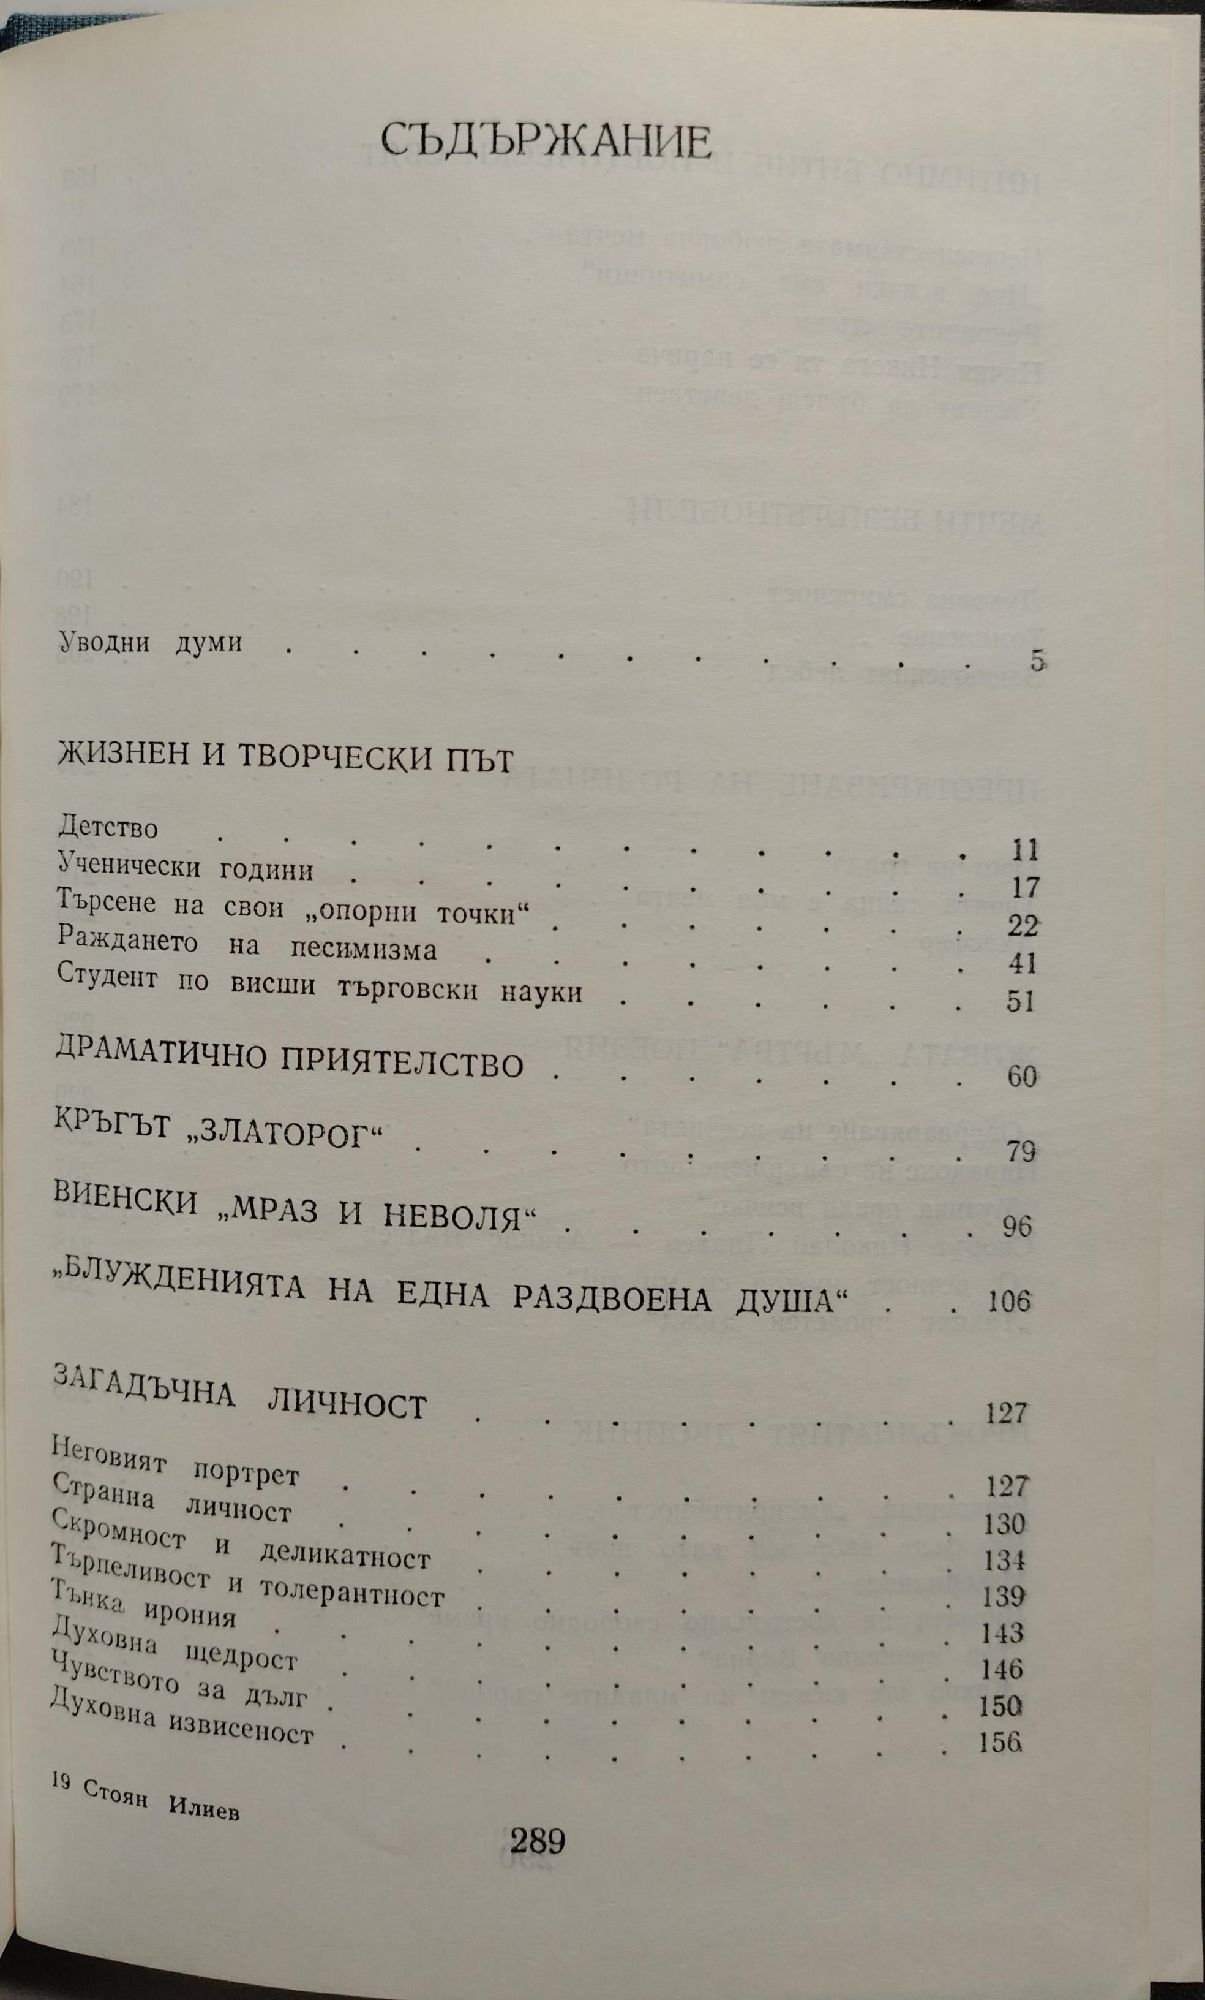 СЪДЪРЖАНИЕ
Уводни думи . . . . . . . . . . . 5
ЖИЗНЕН И ТВОРЧЕСКИ ПЪТ
Детство . . . . . . . . . . . . 11
Ученически години . . . . . . . . . . 17
Търсене на свои „опорни точки“ . . . . . . . 22
Раждането на песимизма . . . . . . . . 41
Студент по висши търговски науки . . . . . . 51
ДРАМАТИЧНО ПРИЯТЕЛСТВО . . . . . . . 60
КРЪГЪТ „ЗЛАТОРОГ“ . . . . . . . . . 79
ВИЕНСКИ „МРАЗ И НЕВОЛЯ“ . . . . . . . 96
„БЛУЖДЕНИЯТА НА ЕДНА РАЗДВОЕНА ДУША“ . . 106
ЗАГАДЪЧНА ЛИЧНОСТ . . . . . . . . 127
Неговият портрет . . . . . . . . . . 127
Странна личност . . . . . . . . . . 130
Скромност и деликатност . . . . . . . . 134
Търпеливост и толерантност . . . . . . . . 139
Тънка ирония . . . . . . . . . . . 143
Духовна щедрост . . . . . . . . . . 146
Чувството за дълг . . . . . . . . . . 150
Духовна извисеност . . . . . . . . . . 156
19 Стоян Илиев
289